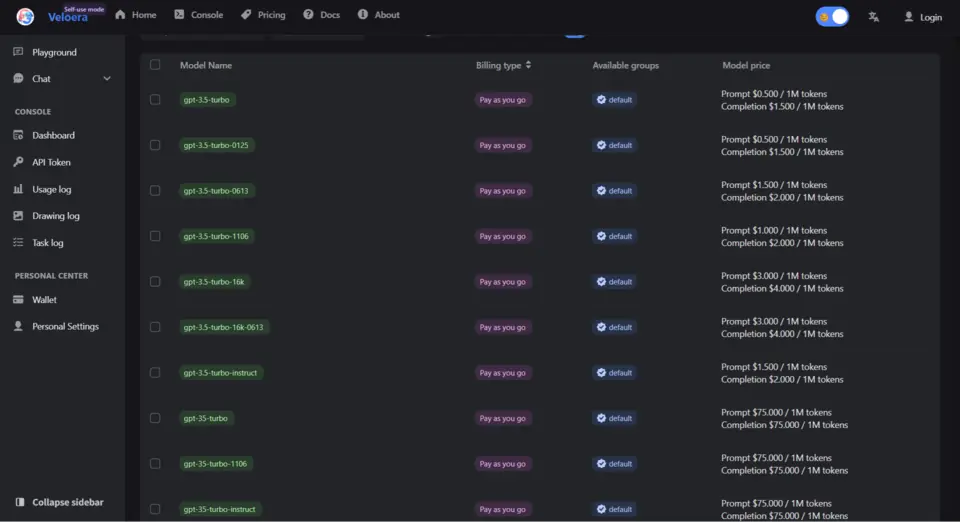 Self-use mode
Veloera
Home
Console
Pricing
Docs
About
Login
Playground
Chat
CONSOLE
Dashboard
API Token
Usage log
Drawing log
Task log
PERSONAL CENTER
Wallet
Personal Settings
Collapse sidebar
Model Name Billing type Available groups Model price
gpt-3.5-turbo Pay as you go default Prompt $0.500 / 1M tokens
Completion $1.500 / 1M tokens
gpt-3.5-turbo-0125 Pay as you go default Prompt $0.500 / 1M tokens
Completion $1.500 / 1M tokens
gpt-3.5-turbo-0613 Pay as you go default Prompt $1.500 / 1M tokens
Completion $2.000 / 1M tokens
gpt-3.5-turbo-1106 Pay as you go default Prompt $1.000 / 1M tokens
Completion $2.000 / 1M tokens
gpt-3.5-turbo-16k Pay as you go default Prompt $3.000 / 1M tokens
Completion $4.000 / 1M tokens
gpt-3.5-turbo-16k-0613 Pay as you go default Prompt $3.000 / 1M tokens
Completion $4.000 / 1M tokens
gpt-3.5-turbo-instruct Pay as you go default Prompt $1.500 / 1M tokens
Completion $2.000 / 1M tokens
gpt-35-turbo Pay as you go default Prompt $75.000 / 1M tokens
Completion $75.000 / 1M tokens
gpt-35-turbo-1106 Pay as you go default Prompt $75.000 / 1M tokens
Completion $75.000 / 1M tokens
gpt-35-turbo-instruct Pay as you go default Prompt $75.000 / 1M tokens
Completion $75.000 / 1M tokens